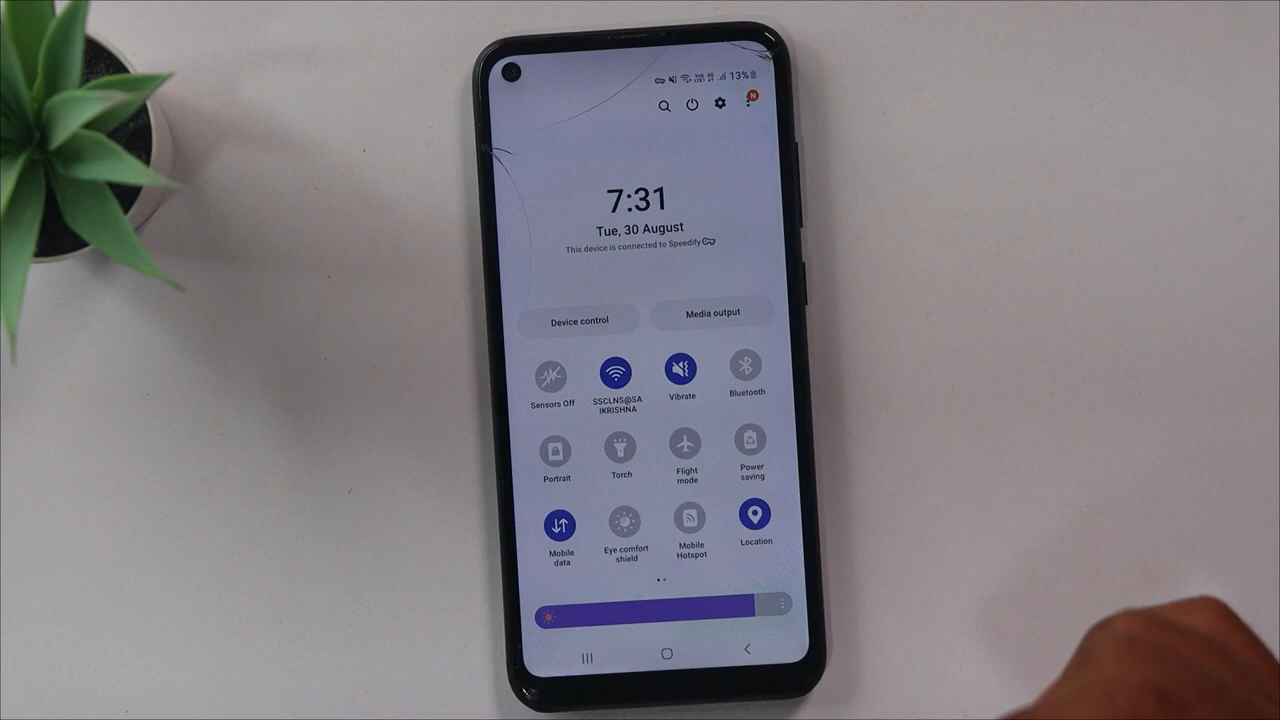 13%
N
7:31
Tue, 30 August
This device is connected to Speedify
Device control
Media output
Sensors Off
SSCLNS@SA
IKRISHNA
Vibrate
Bluetooth
Portrait
Torch
Flight
mode
Power
saving
Mobile
data
Eye comfort
shield
Mobile
Hotspot
Location